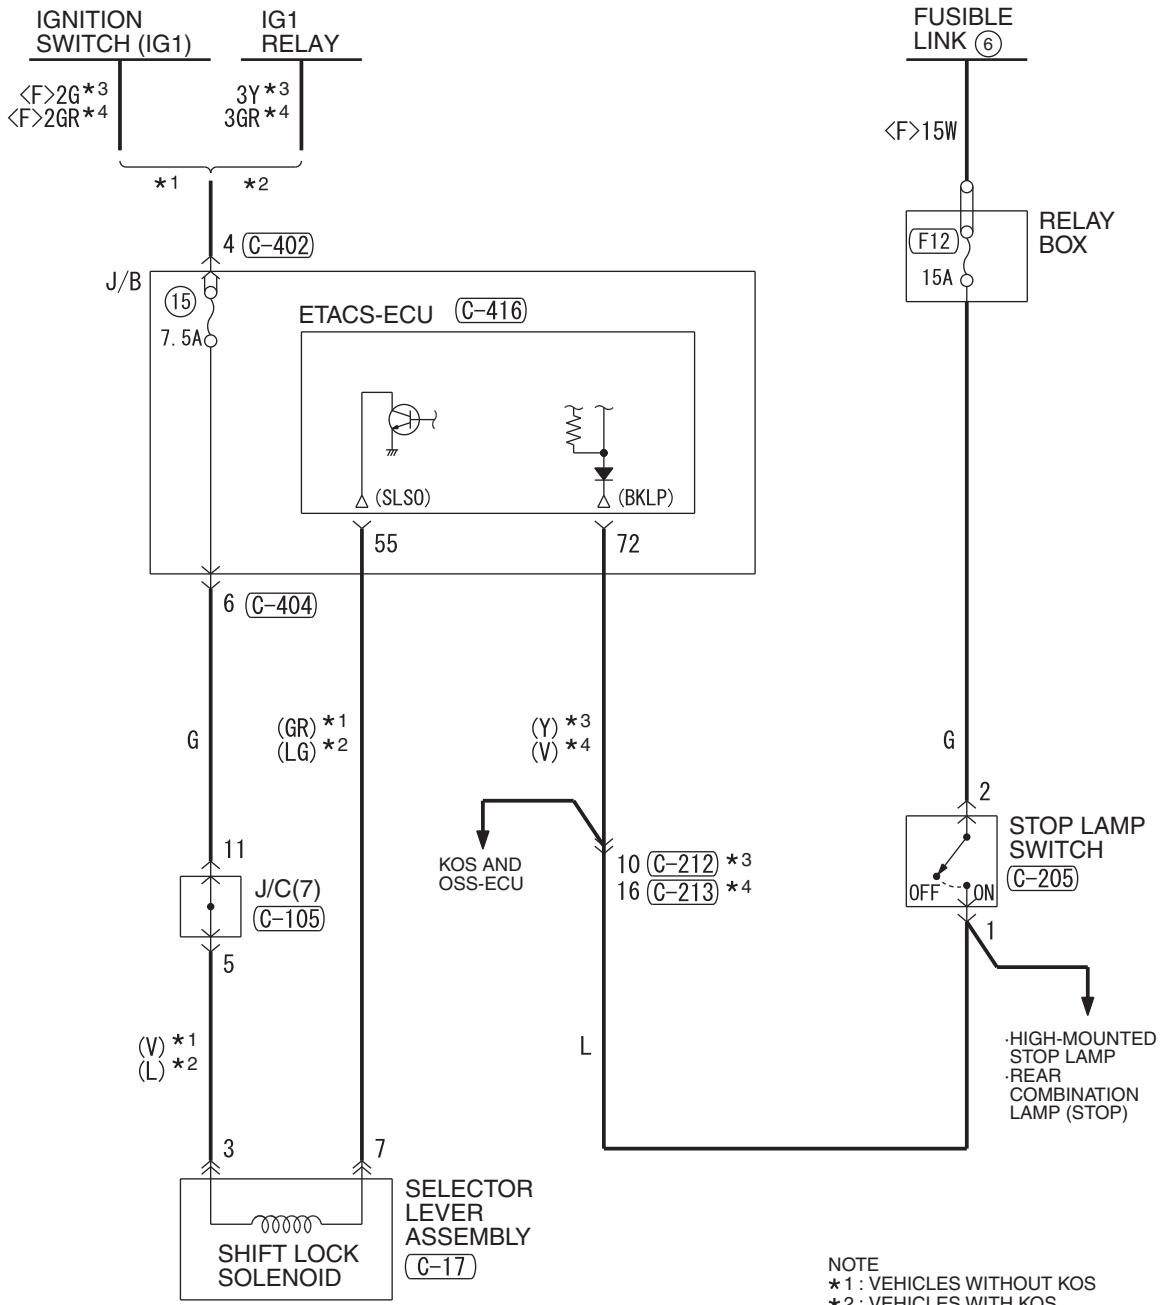 IGNITION
SWITCH (IG1)
IG1
RELAY
FUSIBLE
LINK 6
<F>2G*3
<F>2GR*4
3Y*3
3GR*4
<F>15W
*1
*2
4 C-402
J/B
15
7.5A
ETACS-ECU C-416
F12
15A
RELAY
BOX
(SLSO)
(BKLP)
55
72
6 C-404
G
(GR)*1
(LG)*2
(Y)*3
(V)*4
G
2
STOP LAMP
SWITCH
C-205
OFF
ON
1
KOS AND
OSS-ECU
10 C-212 *3
16 C-213 *4
11
J/C(7)
C-105
5
(V)*1
(L)*2
L
·HIGH-MOUNTED
STOP LAMP
·REAR
COMBINATION
LAMP (STOP)
3
7
SELECTOR
LEVER
ASSEMBLY
C-17
SHIFT LOCK
SOLENOID
NOTE
*1 : VEHICLES WITHOUT KOS
*2 : VEHICLES WITH KOS